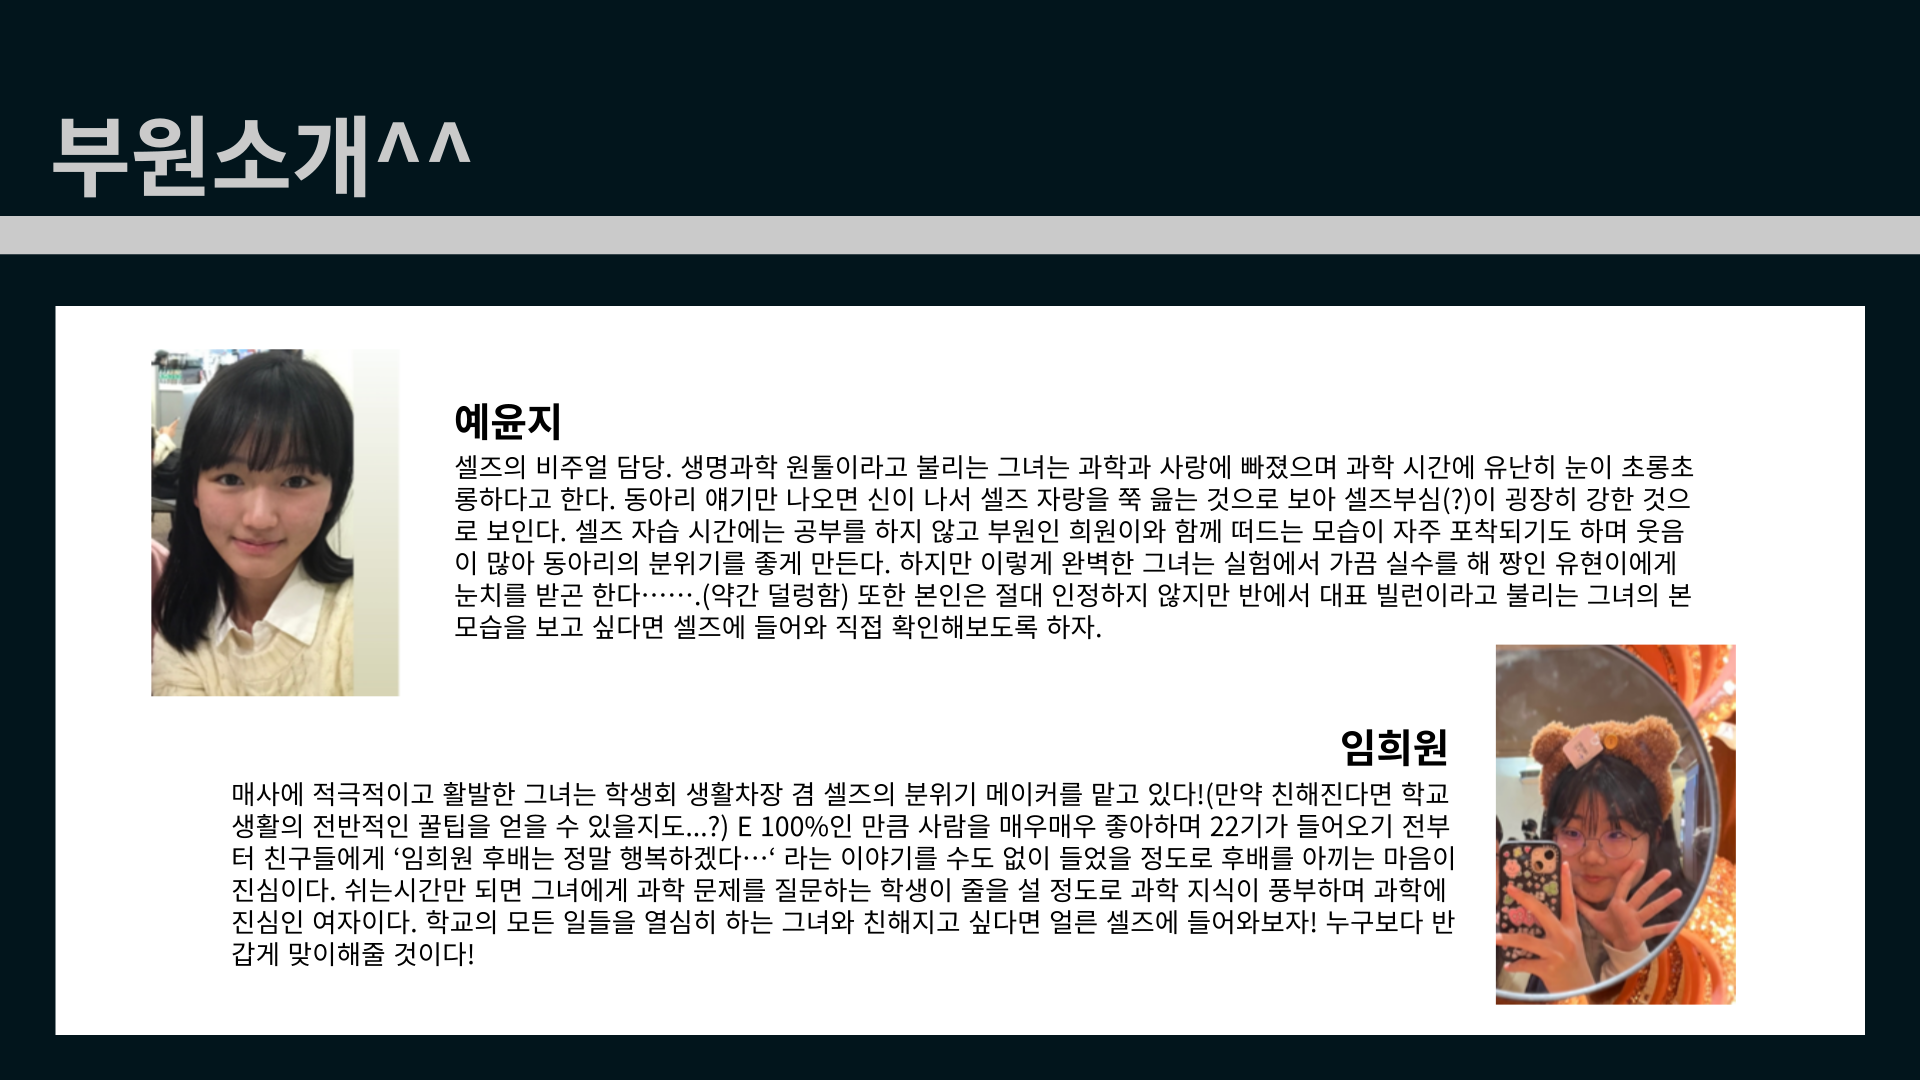 부원소개^^
예윤지
셀즈의 비주얼 담당. 생명과학 원툴이라고 불리는 그녀는 과학과 사랑에 빠졌으며 과학 시간에 유난히 눈이 초롱초
롱하다고 한다. 동아리 얘기만 나오면 신이 나서 셀즈 자랑을 쭉 읊는 것으로 보아 셀즈부심(?)이 굉장히 강한 것으
로 보인다. 셀즈 자습 시간에는 공부를 하지 않고 부원인 희원이와 함께 떠드는 모습이 자주 포착되기도 하며 웃음
이 많아 동아리의 분위기를 좋게 만든다. 하지만 이렇게 완벽한 그녀는 실험에서 가끔 실수를 해 짱인 유현이에게
눈치를 받곤 한다…….(약간 덜렁함) 또한 본인은 절대 인정하지 않지만 반에서 대표 빌런이라고 불리는 그녀의 본
모습을 보고 싶다면 셀즈에 들어와 직접 확인해보도록 하자.
임희원
매사에 적극적이고 활발한 그녀는 학생회 생활차장 겸 셀즈의 분위기 메이커를 맡고 있다!(만약 친해진다면 학교
생활의 전반적인 꿀팁을 얻을 수 있을지도...?) E 100%인 만큼 사람을 매우매우 좋아하며 22기가 들어오기 전부
터 친구들에게 ‘임희원 후배는 정말 행복하겠다…‘ 라는 이야기를 수도 없이 들었을 정도로 후배를 아끼는 마음이
진심이다. 쉬는시간만 되면 그녀에게 과학 문제를 질문하는 학생이 줄을 설 정도로 과학 지식이 풍부하며 과학에
진심인 여자이다. 학교의 모든 일들을 열심히 하는 그녀와 친해지고 싶다면 얼른 셀즈에 들어와보자! 누구보다 반
갑게 맞이해줄 것이다!